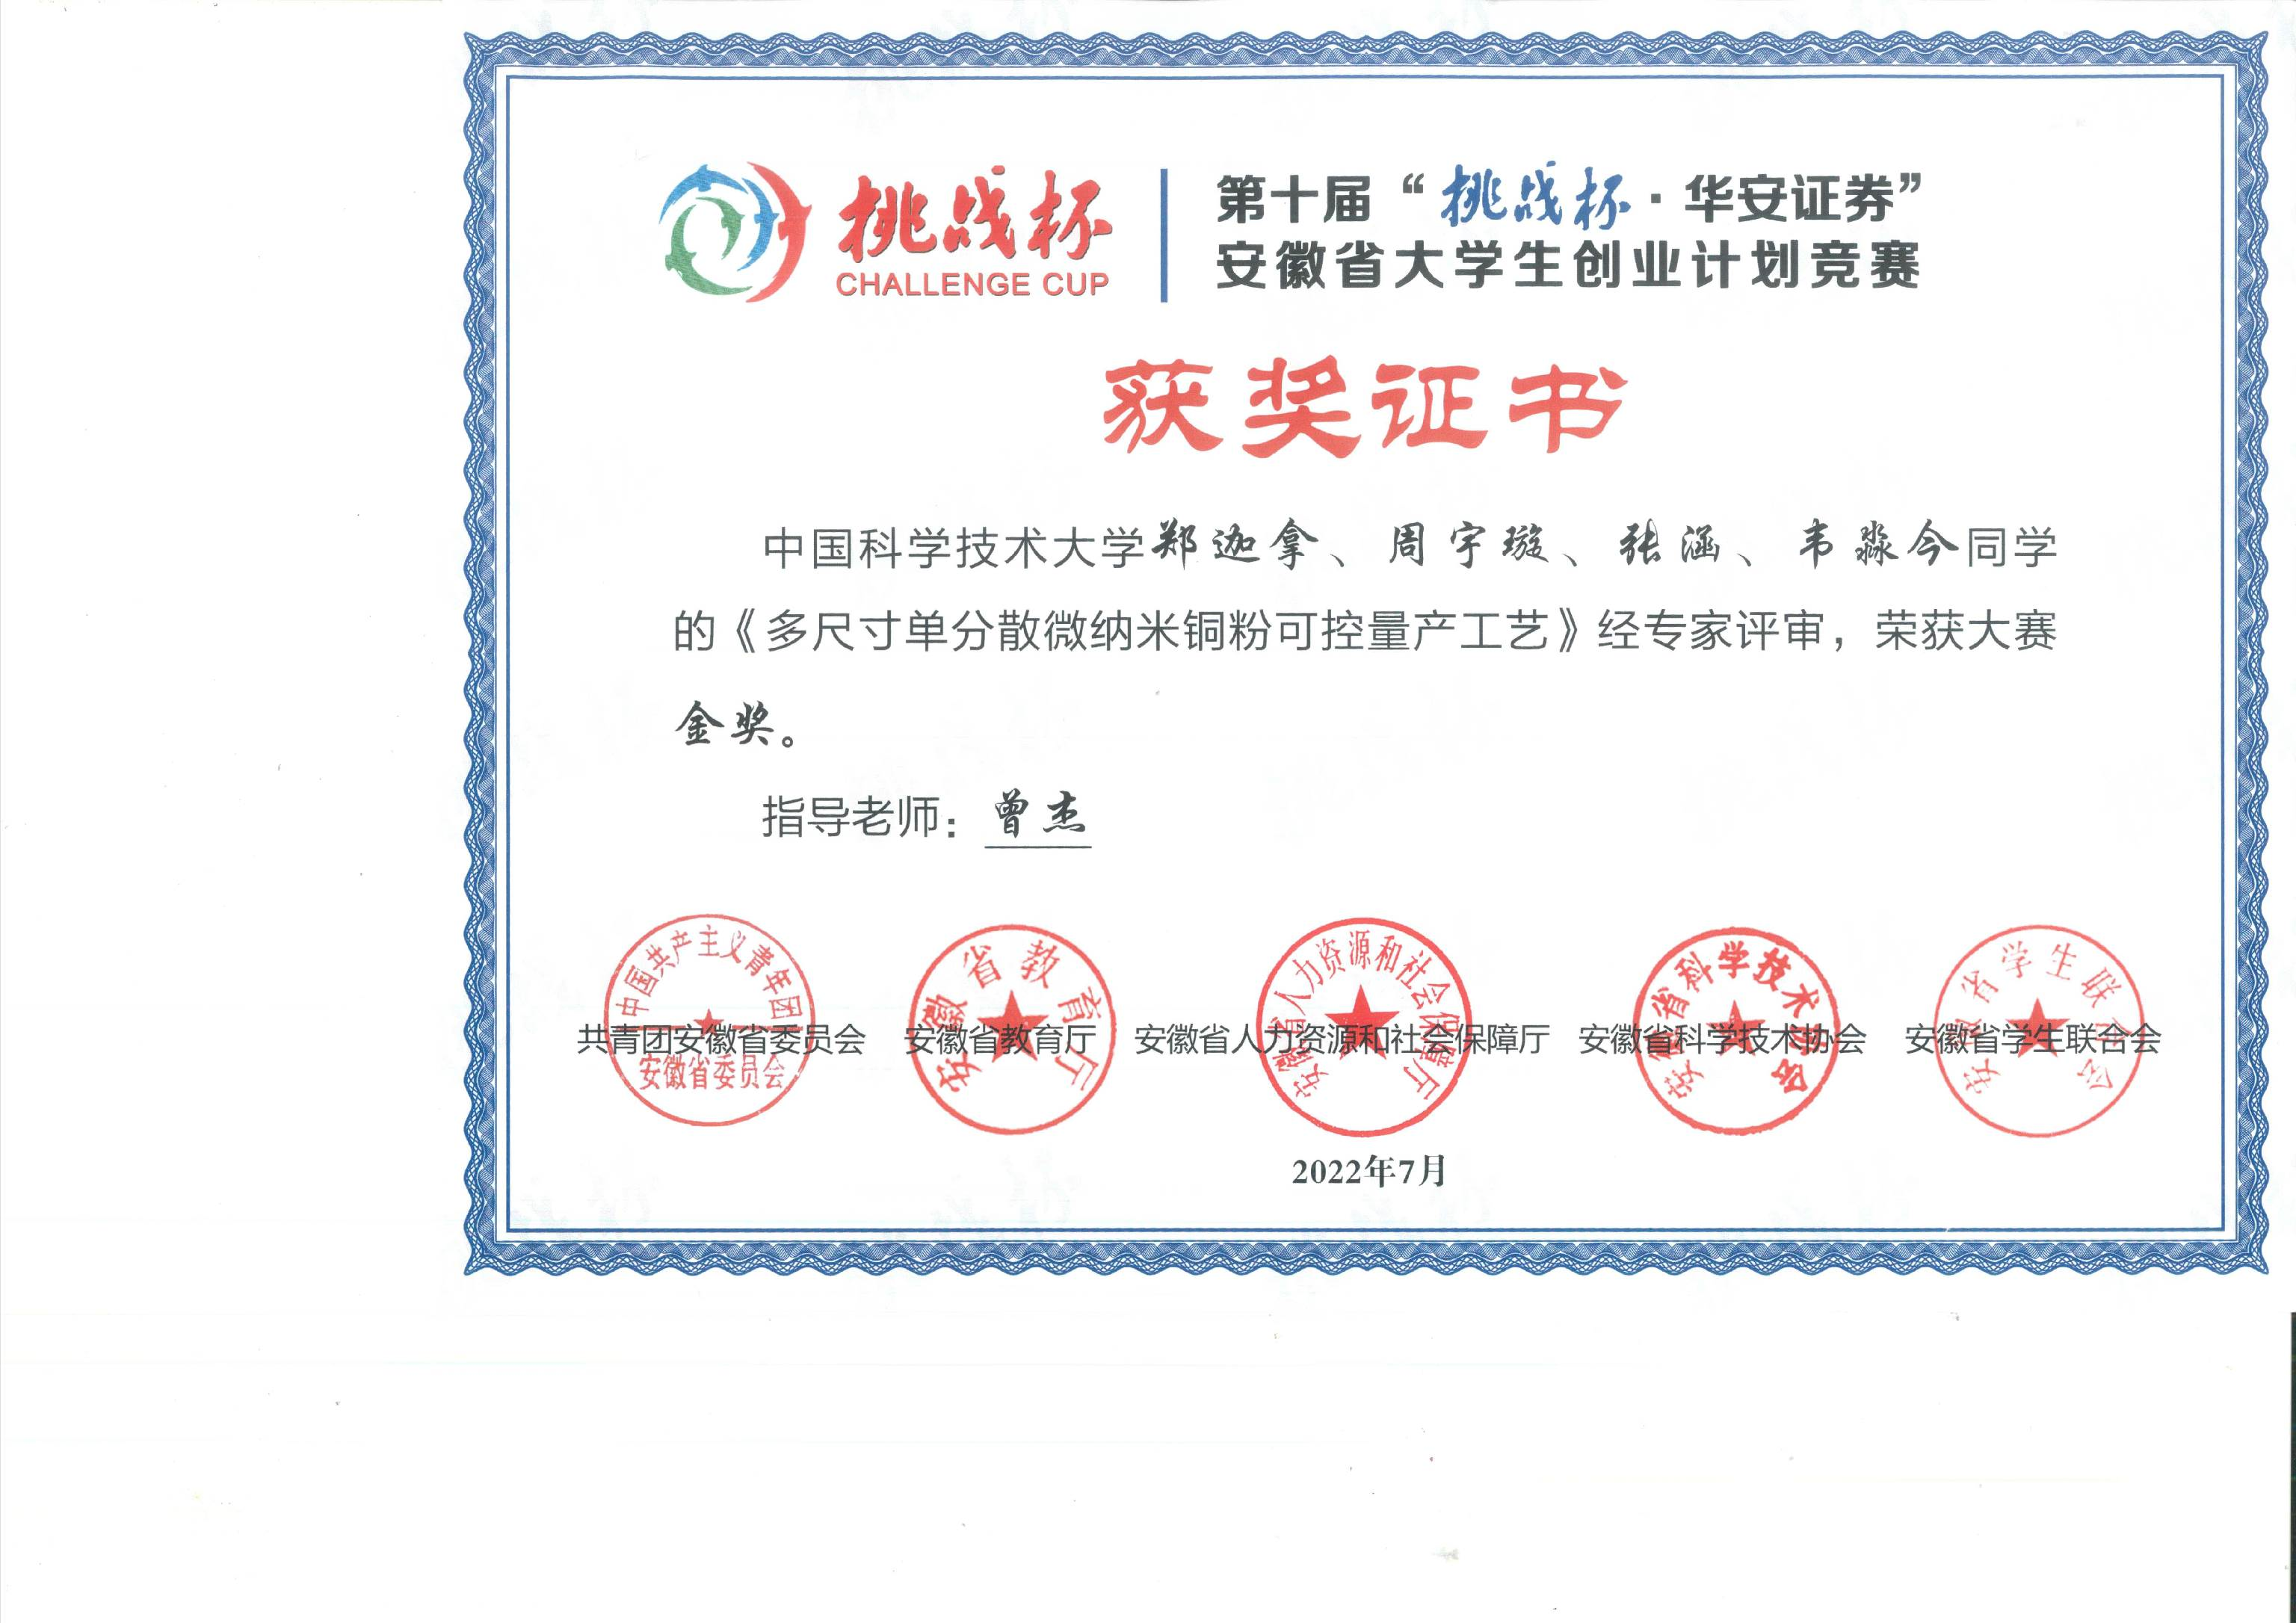 挑战杯
CHALLENGE CUP
第十届“挑战杯·华安证券”
安徽省大学生创业计划竞赛
获奖证书
中国科学技术大学郑迦拿、周宇璇、张涵、韦淼今同学
的《多尺寸单分散微纳米铜粉可控量产工艺》经专家评审，荣获大赛
金奖。
指导老师：曾杰
中国共产主义青年团
安徽省委员会
安徽省教育厅
安徽省人力资源和社会保障厅
安徽省科学技术协会
安徽省学生联合会
共青团安徽省委员会 安徽省教育厅 安徽省人力资源和社会保障厅 安徽省科学技术协会 安徽省学生联合会
2022年7月